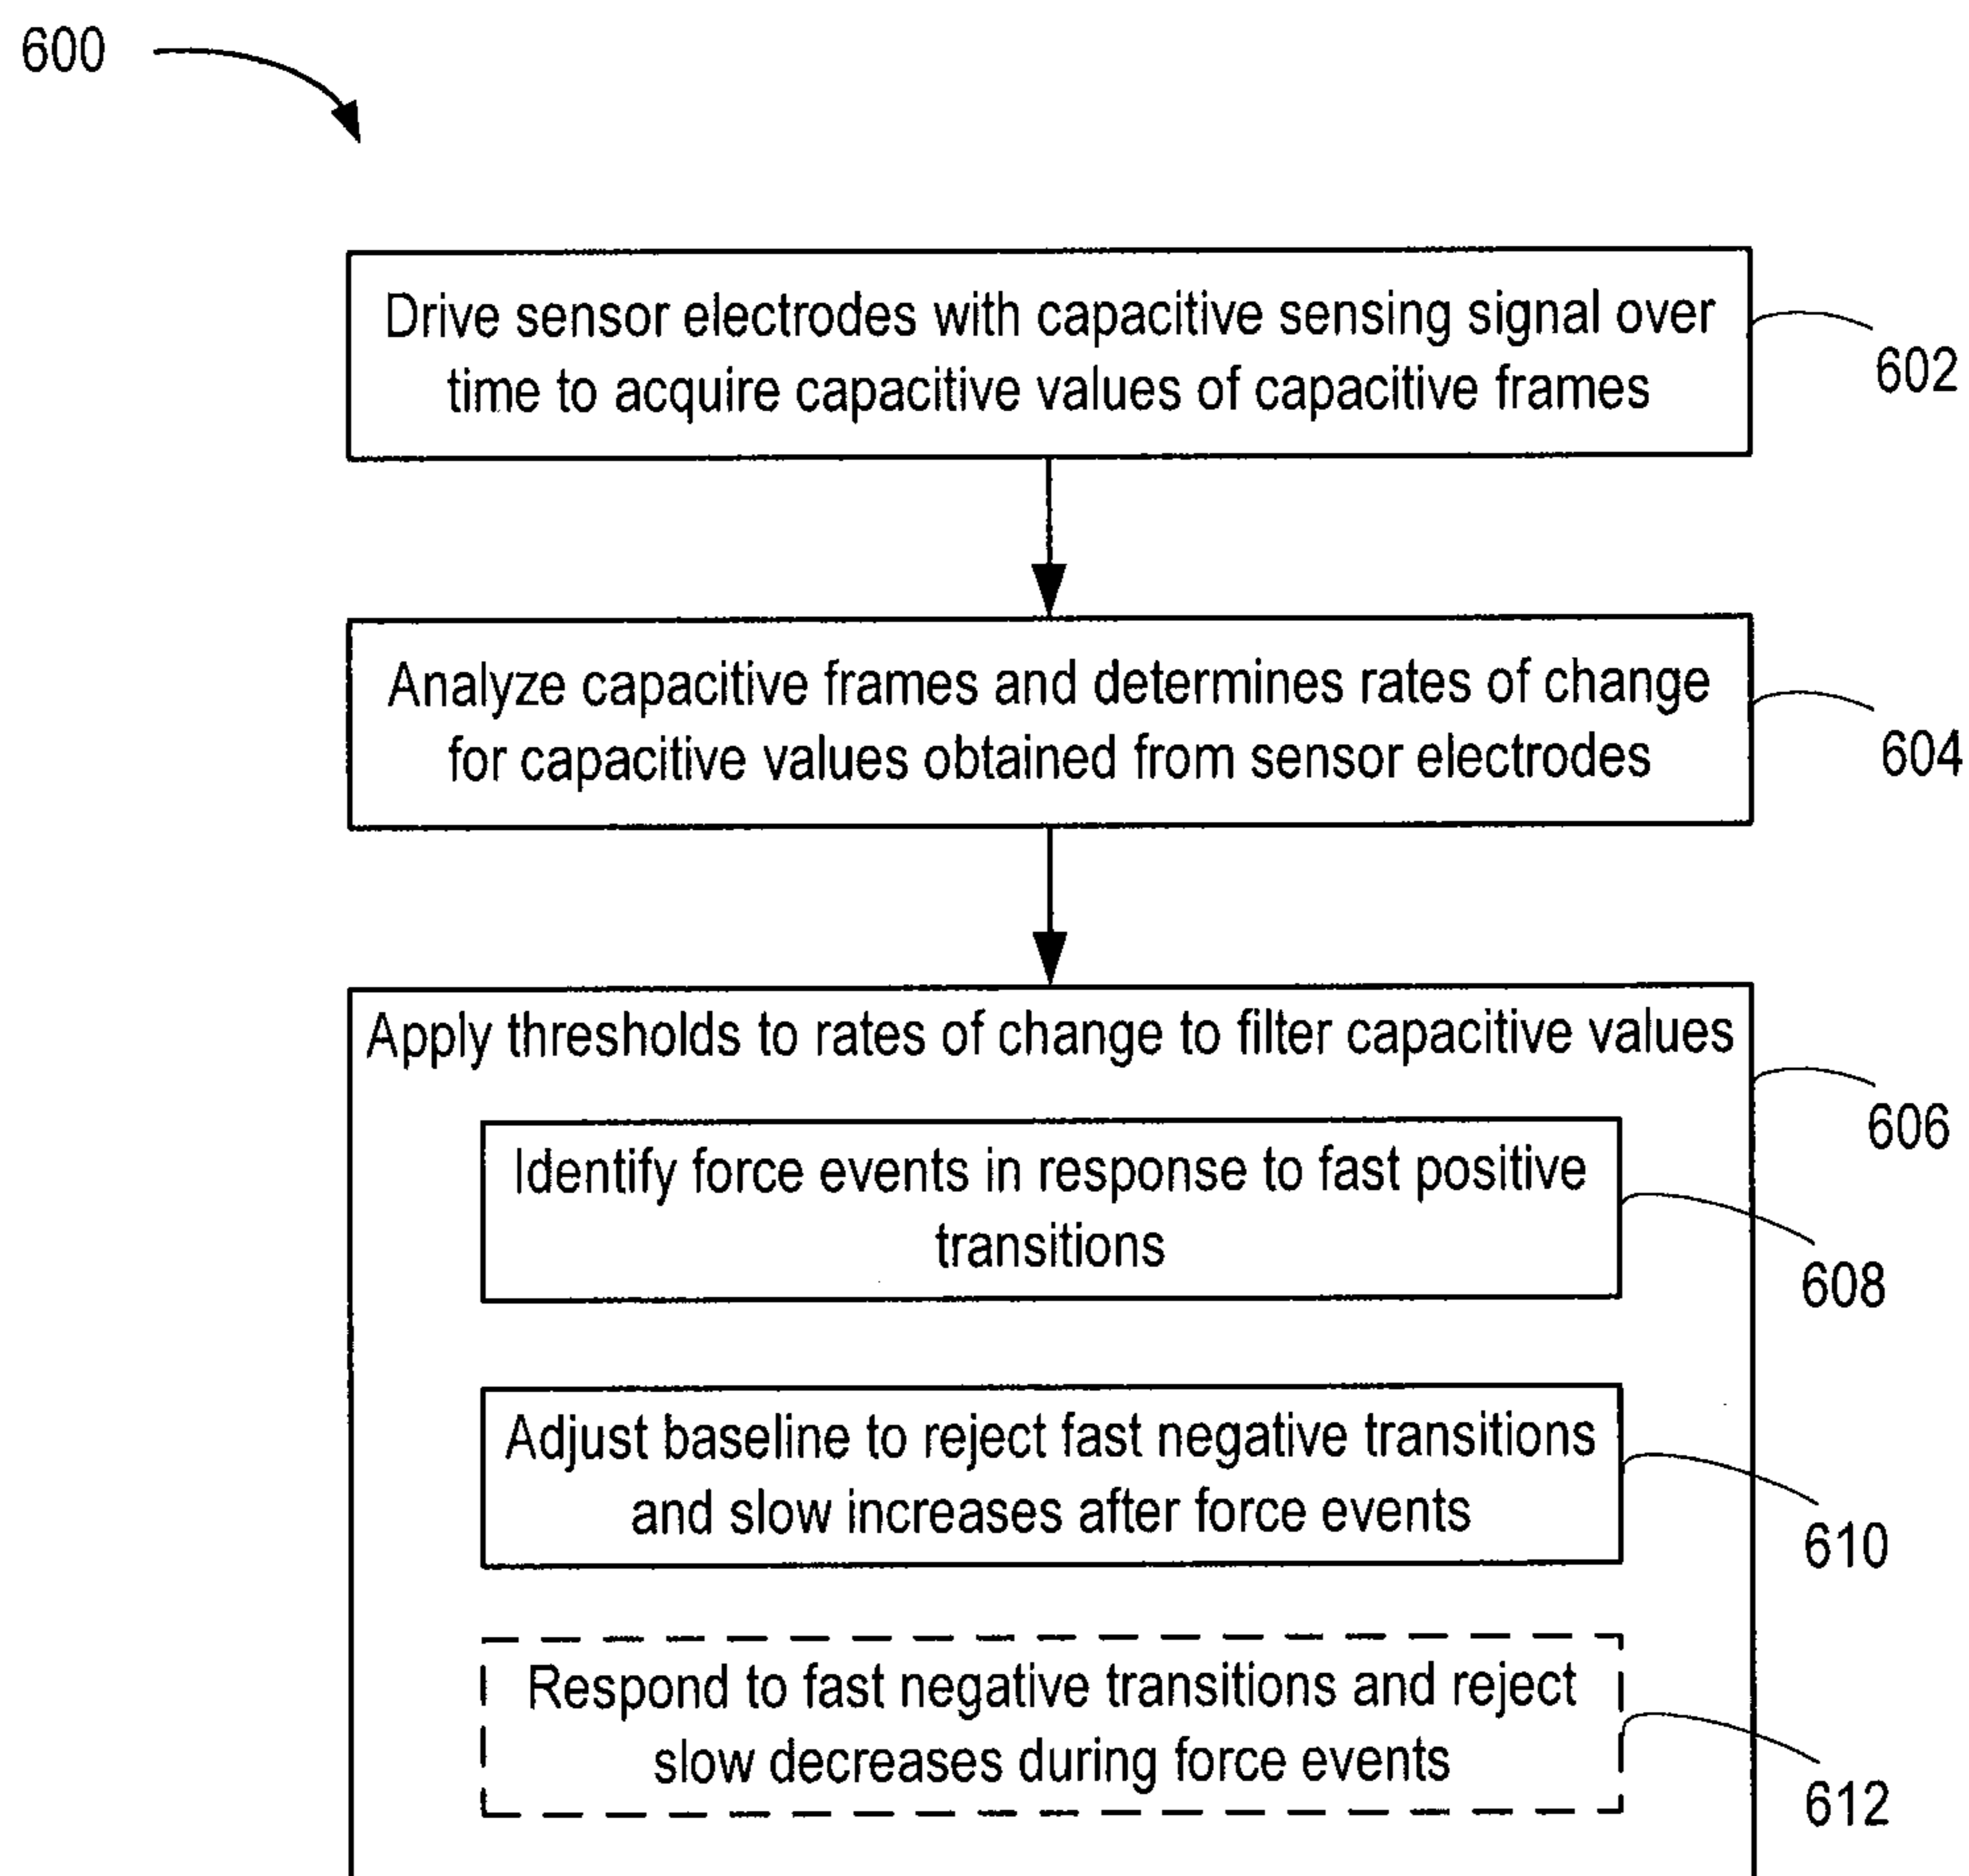 600
Drive sensor electrodes with capacitive sensing signal over
time to acquire capacitive values of capacitive frames
602
Analyze capacitive frames and determines rates of change
for capacitive values obtained from sensor electrodes
604
Apply thresholds to rates of change to filter capacitive values
606
Identify force events in response to fast positive
transitions
608
Adjust baseline to reject fast negative transitions
and slow increases after force events
610
Respond to fast negative transitions and reject
slow decreases during force events
612